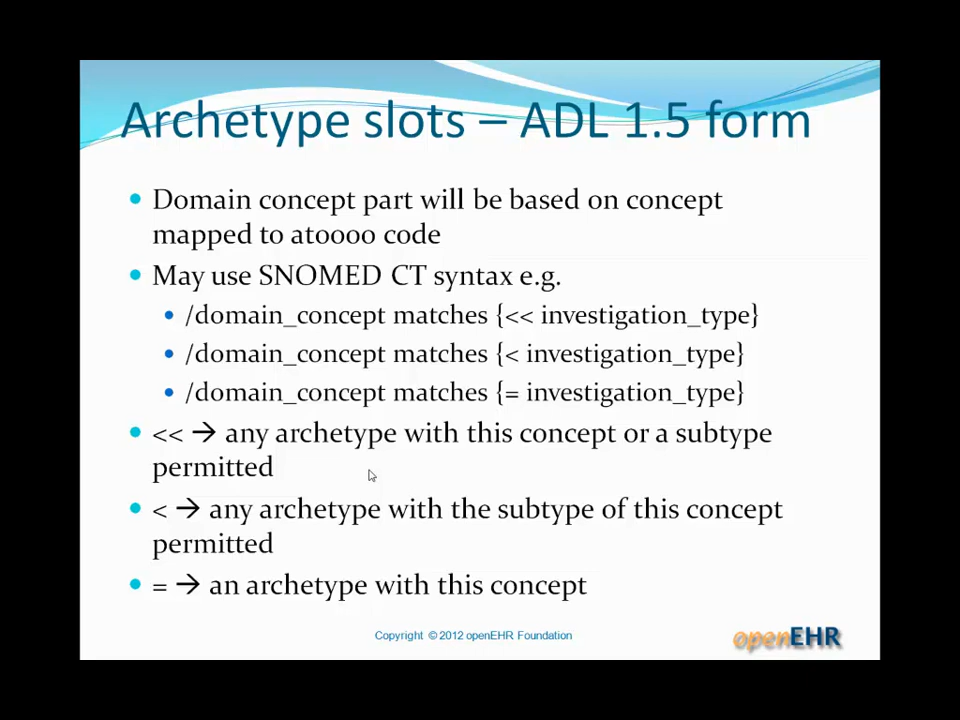 Archetype slots – ADL 1.5 form
• Domain concept part will be based on concept
mapped to at0000 code
• May use SNOMED CT syntax e.g.
• /domain_concept matches {<< investigation_type}
• /domain_concept matches {< investigation_type}
• /domain_concept matches {= investigation_type}
• << → any archetype with this concept or a subtype
permitted
• < → any archetype with the subtype of this concept
permitted
• = → an archetype with this concept
Copyright © 2012 openEHR Foundation
openEHR